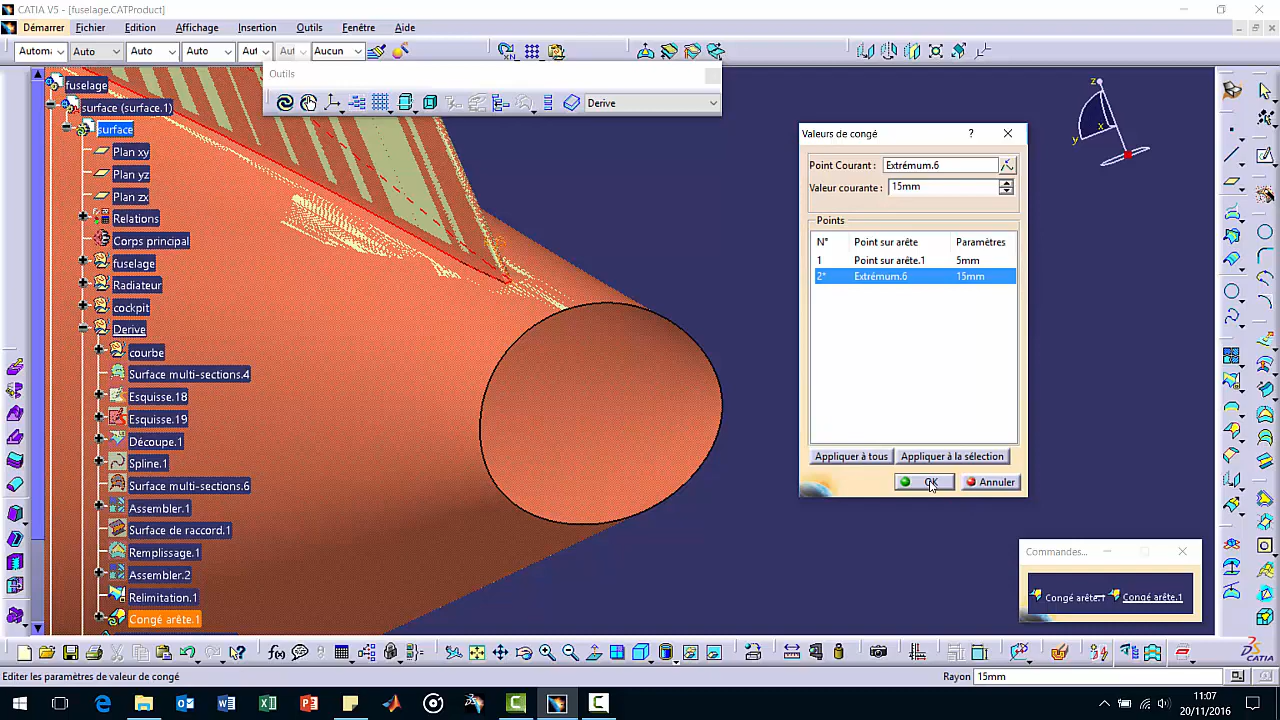 CATIA V5 - [fuselage.CATProduct]
Démarrer Fichier Edition Affichage Insertion Outils Fenêtre Aide
Automa Auto Auto Auto Aut Aut Aucun
Outils
Derive
fuselage
surface (surface.1)
surface
Plan xy
Plan yz
Plan zx
Relations
Corps principal
fuselage
Radiateur
cockpit
Derive
courbe
Surface multi-sections.4
Esquisse.18
Esquisse.19
Découpe.1
Spline.1
Surface multi-sections.6
Assembler.1
Surface de raccord.1
Remplissage.1
Assembler.2
Relimitation.1
Congé arête.1
z
y
x
Valeurs de congé ?
Point Courant : Extrémum.6
Valeur courante : 15mm
Points
N° Point sur arête Paramètres
1 Point sur arête.1 5mm
2* Extrémum.6 15mm
Appliquer à tous Appliquer à la sélection
OK Annuler
Commandes...
Congé arête. Congé arête.1
Editer les paramètres de valeur de congé Rayon 15mm
11:07
20/11/2016